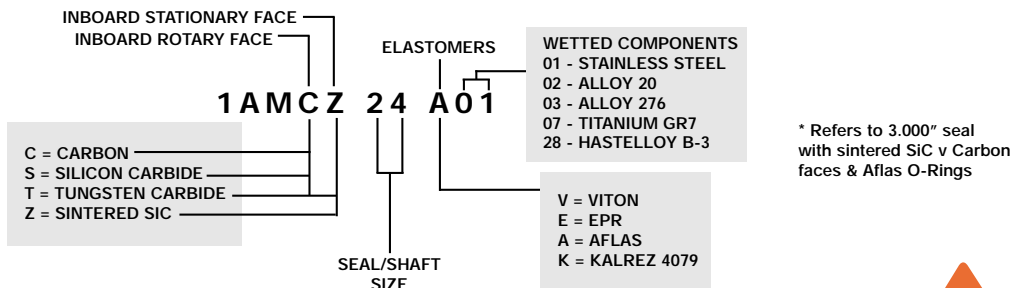 INBOARD STATIONARY FACE
INBOARD ROTARY FACE
ELASTOMERS
1AMCZ 24 A01
WETTED COMPONENTS
01 - STAINLESS STEEL
02 - ALLOY 20
03 - ALLOY 276
07 - TITANIUM GR7
28 - HASTELLOY B-3
C = CARBON
S = SILICON CARBIDE
T = TUNGSTEN CARBIDE
Z = SINTERED SIC
SEAL/SHAFT
SIZE
V = VITON
E = EPR
A = AFLAS
K = KALREZ 4079
* Refers to 3.000" seal
with sintered SiC v Carbon
faces & Aflas O-Rings